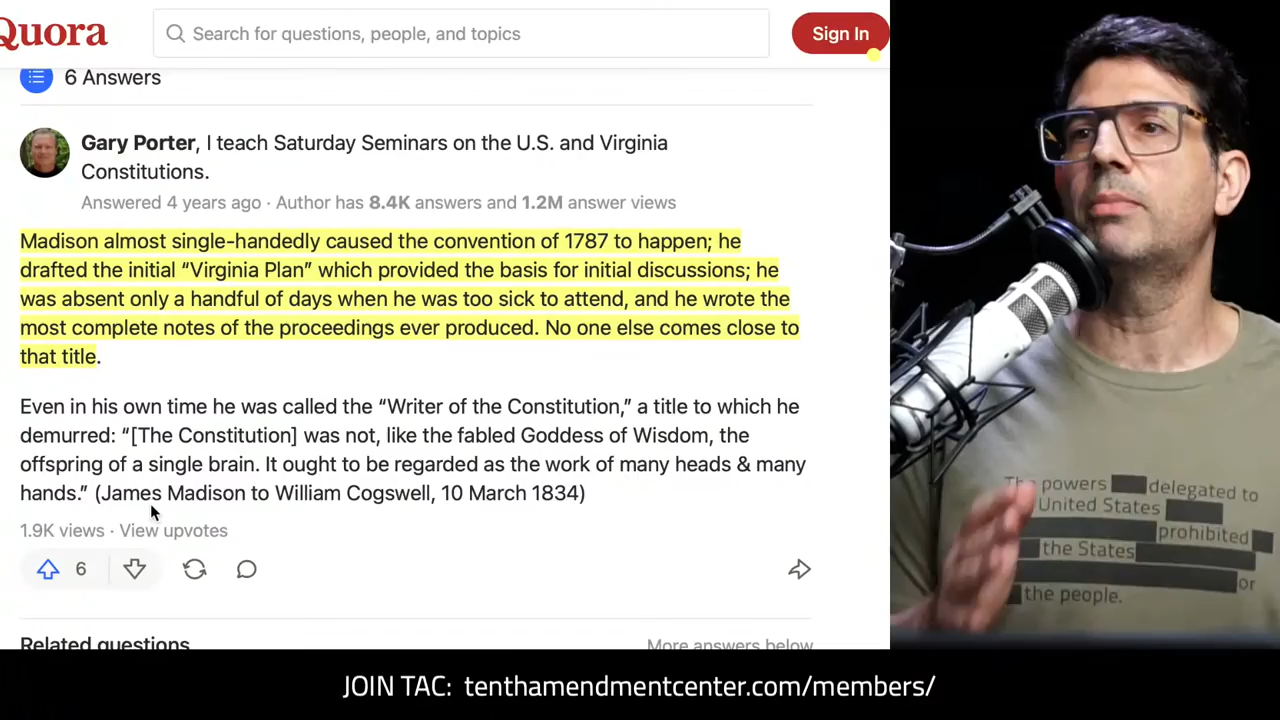 Quora
Search for questions, people, and topics
Sign In
6 Answers
Gary Porter, I teach Saturday Seminars on the U.S. and Virginia
Constitutions.
Answered 4 years ago · Author has 8.4K answers and 1.2M answer views
Madison almost single-handedly caused the convention of 1787 to happen; he
drafted the initial “Virginia Plan” which provided the basis for initial discussions; he
was absent only a handful of days when he was too sick to attend, and he wrote the
most complete notes of the proceedings ever produced. No one else comes close to
that title.
Even in his own time he was called the “Writer of the Constitution,” a title to which he
demurred: “[The Constitution] was not, like the fabled Goddess of Wisdom, the
offspring of a single brain. It ought to be regarded as the work of many heads & many
hands.” (James Madison to William Cogswell, 10 March 1834)
1.9K views · View upvotes
6
Related questions
More answers below
The powers delegated to
United States
prohibited
the States
or
the people.
JOIN TAC: tenthamendmentcenter.com/members/